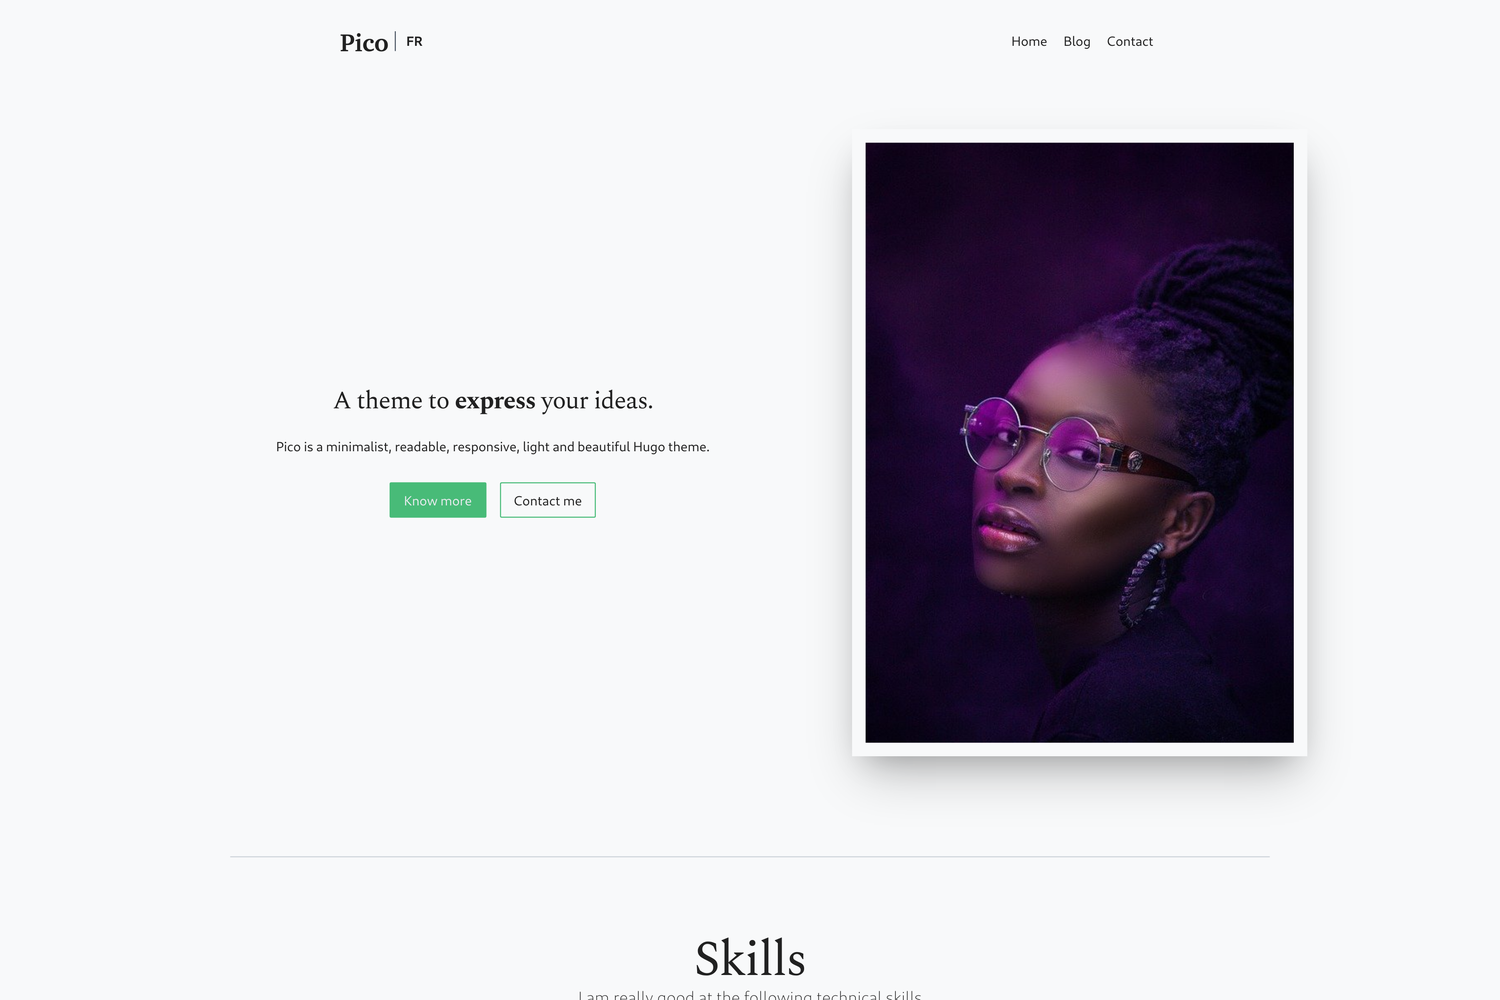 Pico FR
Home Blog Contact
A theme to express your ideas.
Pico is a minimalist, readable, responsive, light and beautiful Hugo theme.
Know more Contact me
Skills
I am really good at the following technical skills